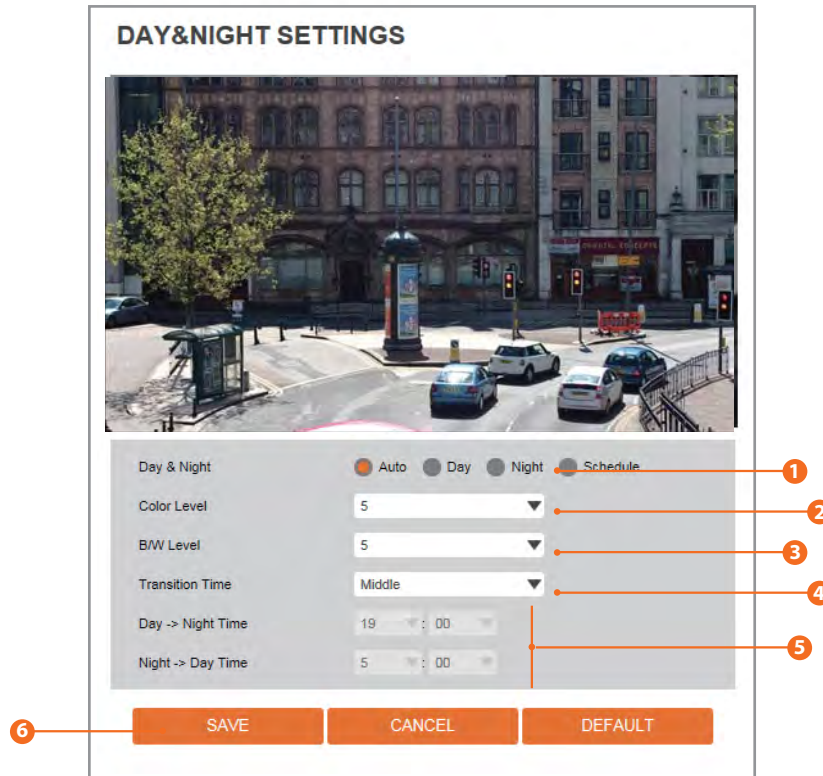 DAY&NIGHT SETTINGS
Day & Night Auto Day Night Schedule 1
Color Level 5 2
B/W Level 5 3
Transition Time Middle 4
Day -> Night Time 19 : 00
5
Night -> Day Time 5 : 00
6 SAVE CANCEL DEFAULT